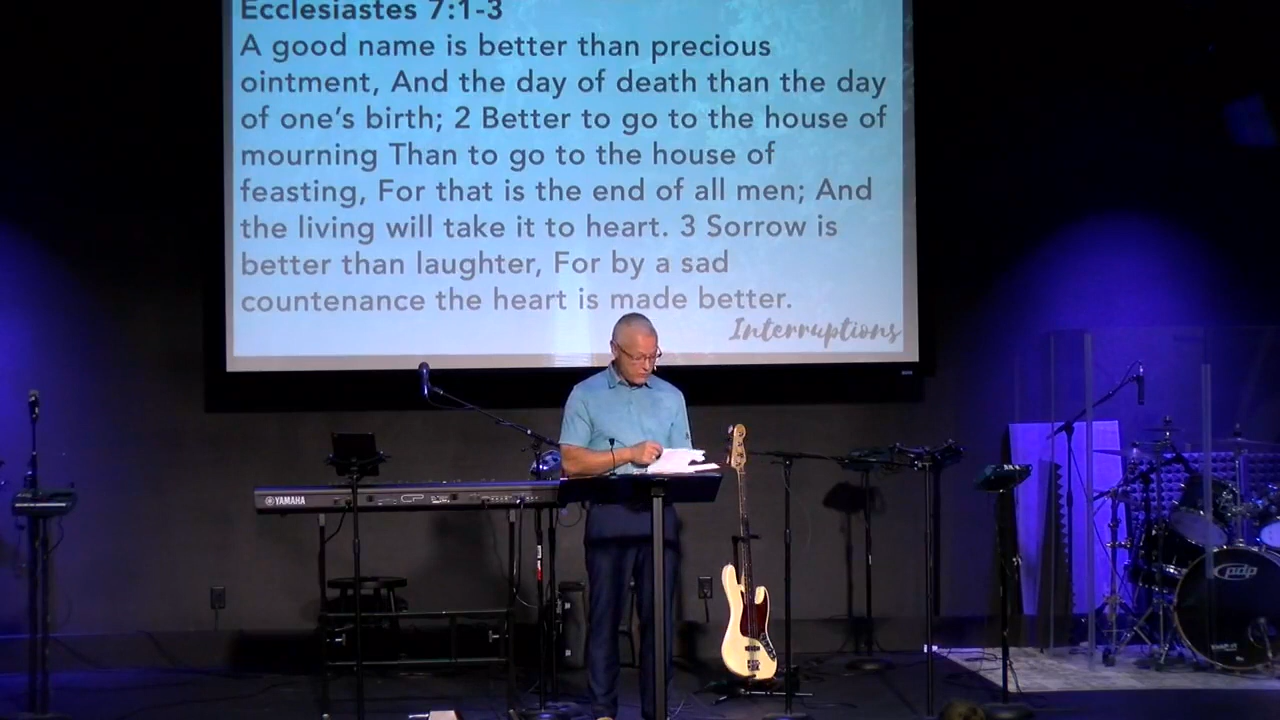 Ecclesiastes 7:1-3
A good name is better than precious
ointment, And the day of death than the day
of one's birth; 2 Better to go to the house of
mourning Than to go to the house of
feasting, For that is the end of all men; And
the living will take it to heart. 3 Sorrow is
better than laughter, For by a sad
countenance the heart is made better.
Interruptions
YAMAHA
CP
pdp